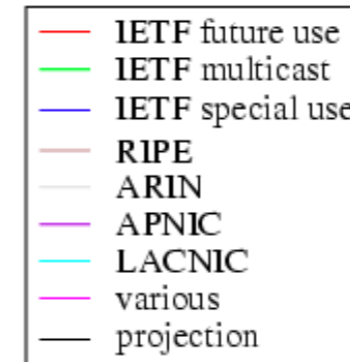 IETF future use
IETF multicast
IETF special use
RIPE
ARIN
APNIC
LACNIC
various
projection